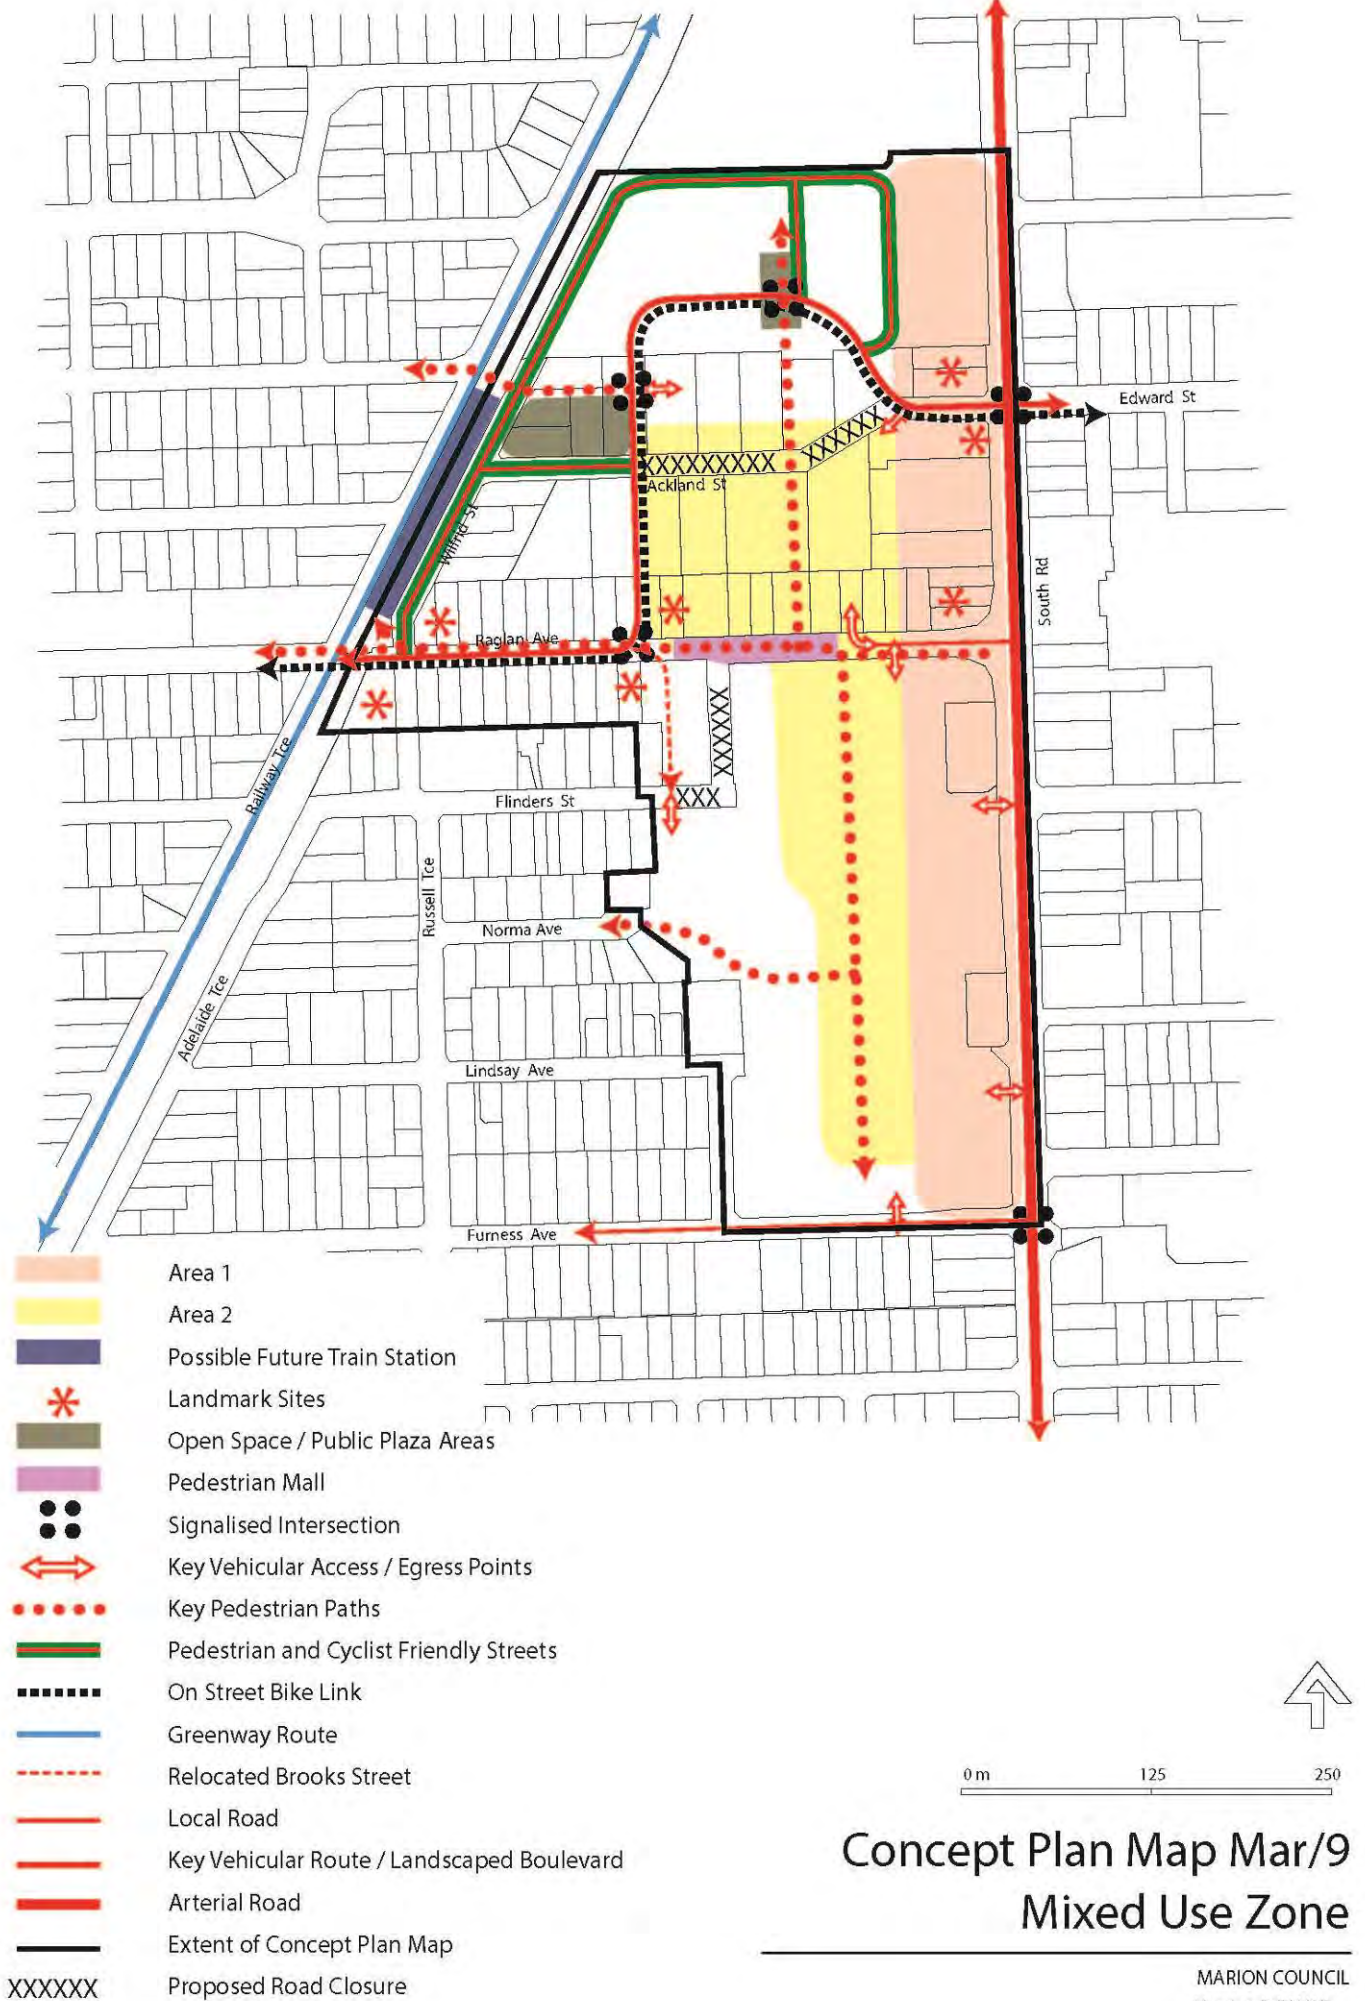 Edward St
Ackland St
Wilfrid St
South Rd
Raglan Ave
Railway Tce
Flinders St
Russell Tce
Norma Ave
Adelaide Tce
Lindsay Ave
Furness Ave
XXXXXXXXX
XXXXXX
XXXXXX
XXX
Area 1
Area 2
Possible Future Train Station
Landmark Sites
Open Space / Public Plaza Areas
Pedestrian Mall
Signalised Intersection
Key Vehicular Access / Egress Points
Key Pedestrian Paths
Pedestrian and Cyclist Friendly Streets
On Street Bike Link
Greenway Route
Relocated Brooks Street
Local Road
Key Vehicular Route / Landscaped Boulevard
Arterial Road
Extent of Concept Plan Map
XXXXXX Proposed Road Closure
0 m 125 250
Concept Plan Map Mar/9
Mixed Use Zone
MARION COUNCIL